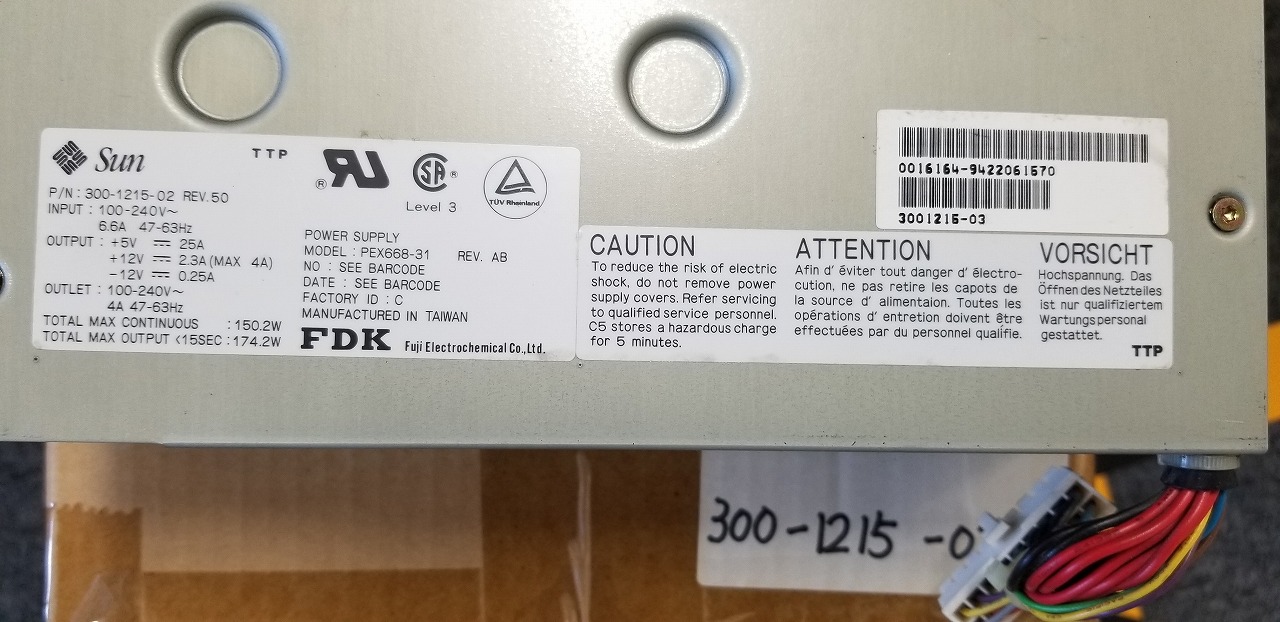 Sun
TTP
P/N : 300-1215-02 REV. 50
INPUT : 100-240V~
6.6A 47-63Hz
OUTPUT : +5V ⎓ 25A
+12V ⎓ 2.3A (MAX 4A)
-12V ⎓ 0.25A
OUTLET : 100-240V~
4A 47-63Hz
TOTAL MAX CONTINUOUS : 150.2W
TOTAL MAX OUTPUT <15SEC : 174.2W
RU ®
SA ®
Level 3
TÜV Rheinland
POWER SUPPLY
MODEL : PEX668-31 REV. AB
NO : SEE BARCODE
DATE : SEE BARCODE
FACTORY ID : C
MANUFACTURED IN TAIWAN
FDK Fuji Electrochemical Co.,Ltd.
0016164-9422061570
3001215-03
CAUTION
To reduce the risk of electric
shock, do not remove power
supply covers. Refer servicing
to qualified service personnel.
C5 stores a hazardous charge
for 5 minutes.
ATTENTION
Afin d' éviter tout danger d' électro-
cution, ne pas retire les capots de
la source d' alimentaion. Toutes les
opérations d' entretion doivent être
effectuées par du personnel qualifie.
VORSICHT
Hochspannung. Das
Öffnen des Netzteiles
ist nur qualifiziertem
Wartungspersonal
gestattet.
TTP
300-1215-0